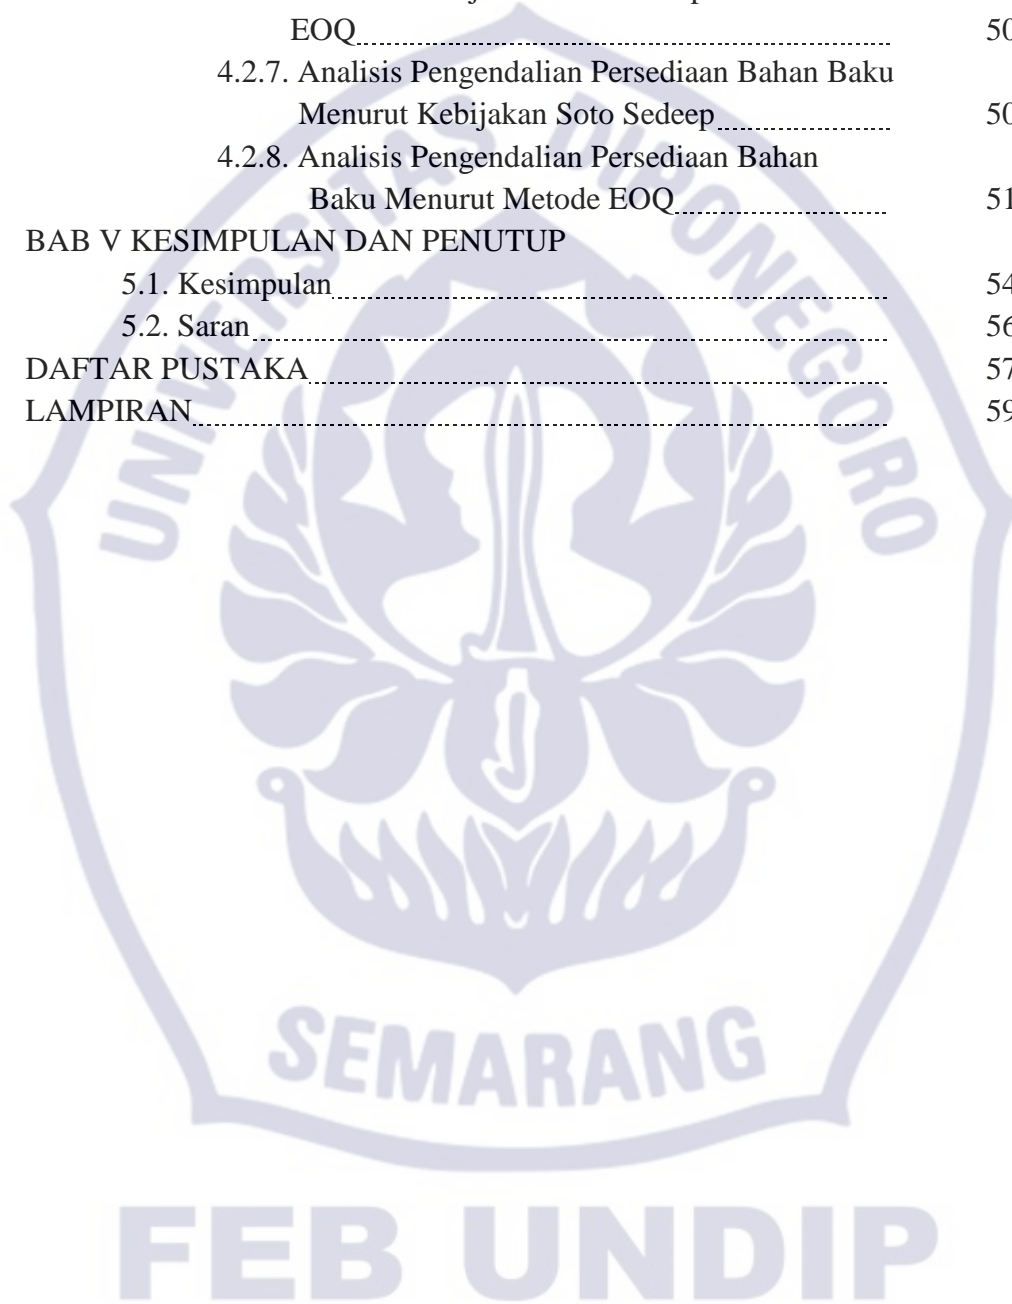 EOQ 50
4.2.7. Analisis Pengendalian Persediaan Bahan Baku
Menurut Kebijakan Soto Sedeep 50
4.2.8. Analisis Pengendalian Persediaan Bahan
Baku Menurut Metode EOQ 51
BAB V KESIMPULAN DAN PENUTUP
5.1. Kesimpulan 54
5.2. Saran 56
DAFTAR PUSTAKA 57
LAMPIRAN 59
UNIVERSITAS DIPONEGORO
SEMARANG
FEB UNDIP